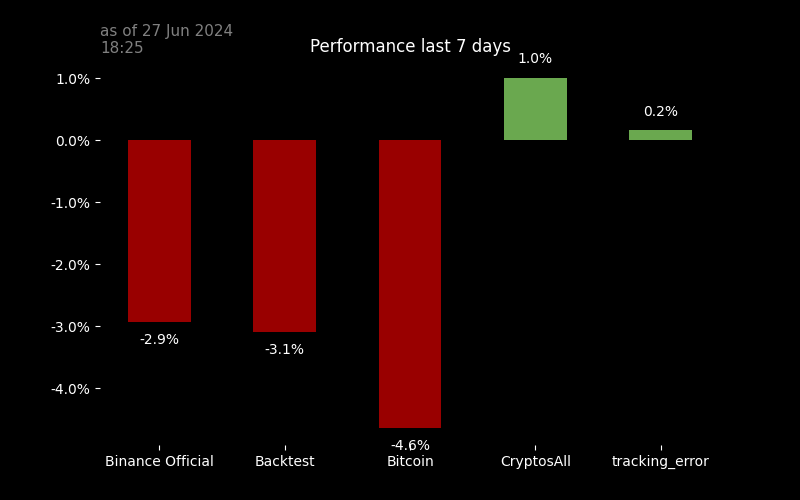 as of 27 Jun 2024
18:25
Performance last 7 days
1.0%
1.0%
0.2%
0.0%
-1.0%
-2.0%
-3.0%
-2.9%
-3.1%
-4.0%
-4.6%
Binance Official
Backtest
Bitcoin
CryptosAll
tracking_error